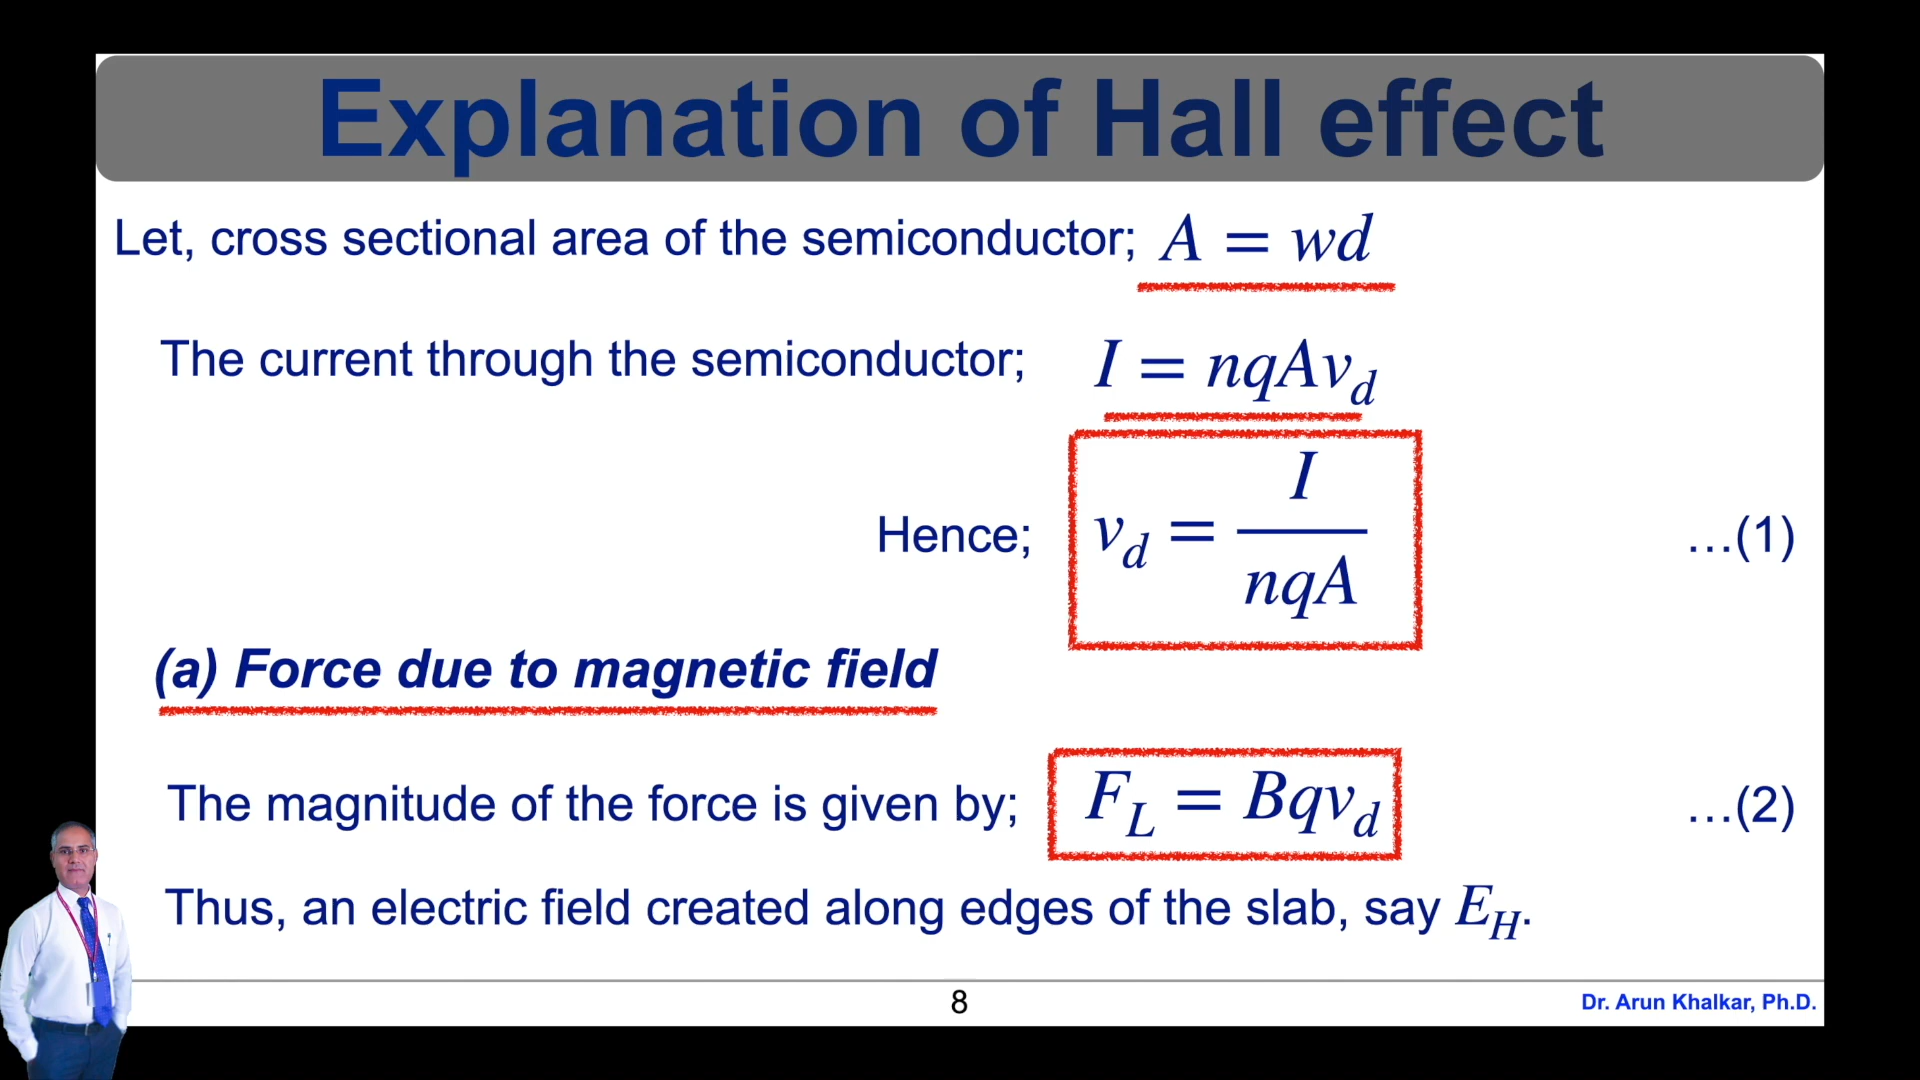 Explanation of Hall effect
Let, cross sectional area of the semiconductor; A = wd
The current through the semiconductor; I = nqAv_d
Hence; v_d = I / nqA …(1)
(a) Force due to magnetic field
The magnitude of the force is given by; F_L = Bqv_d …(2)
Thus, an electric field created along edges of the slab, say E_H.
8
Dr. Arun Khalkar, Ph.D.